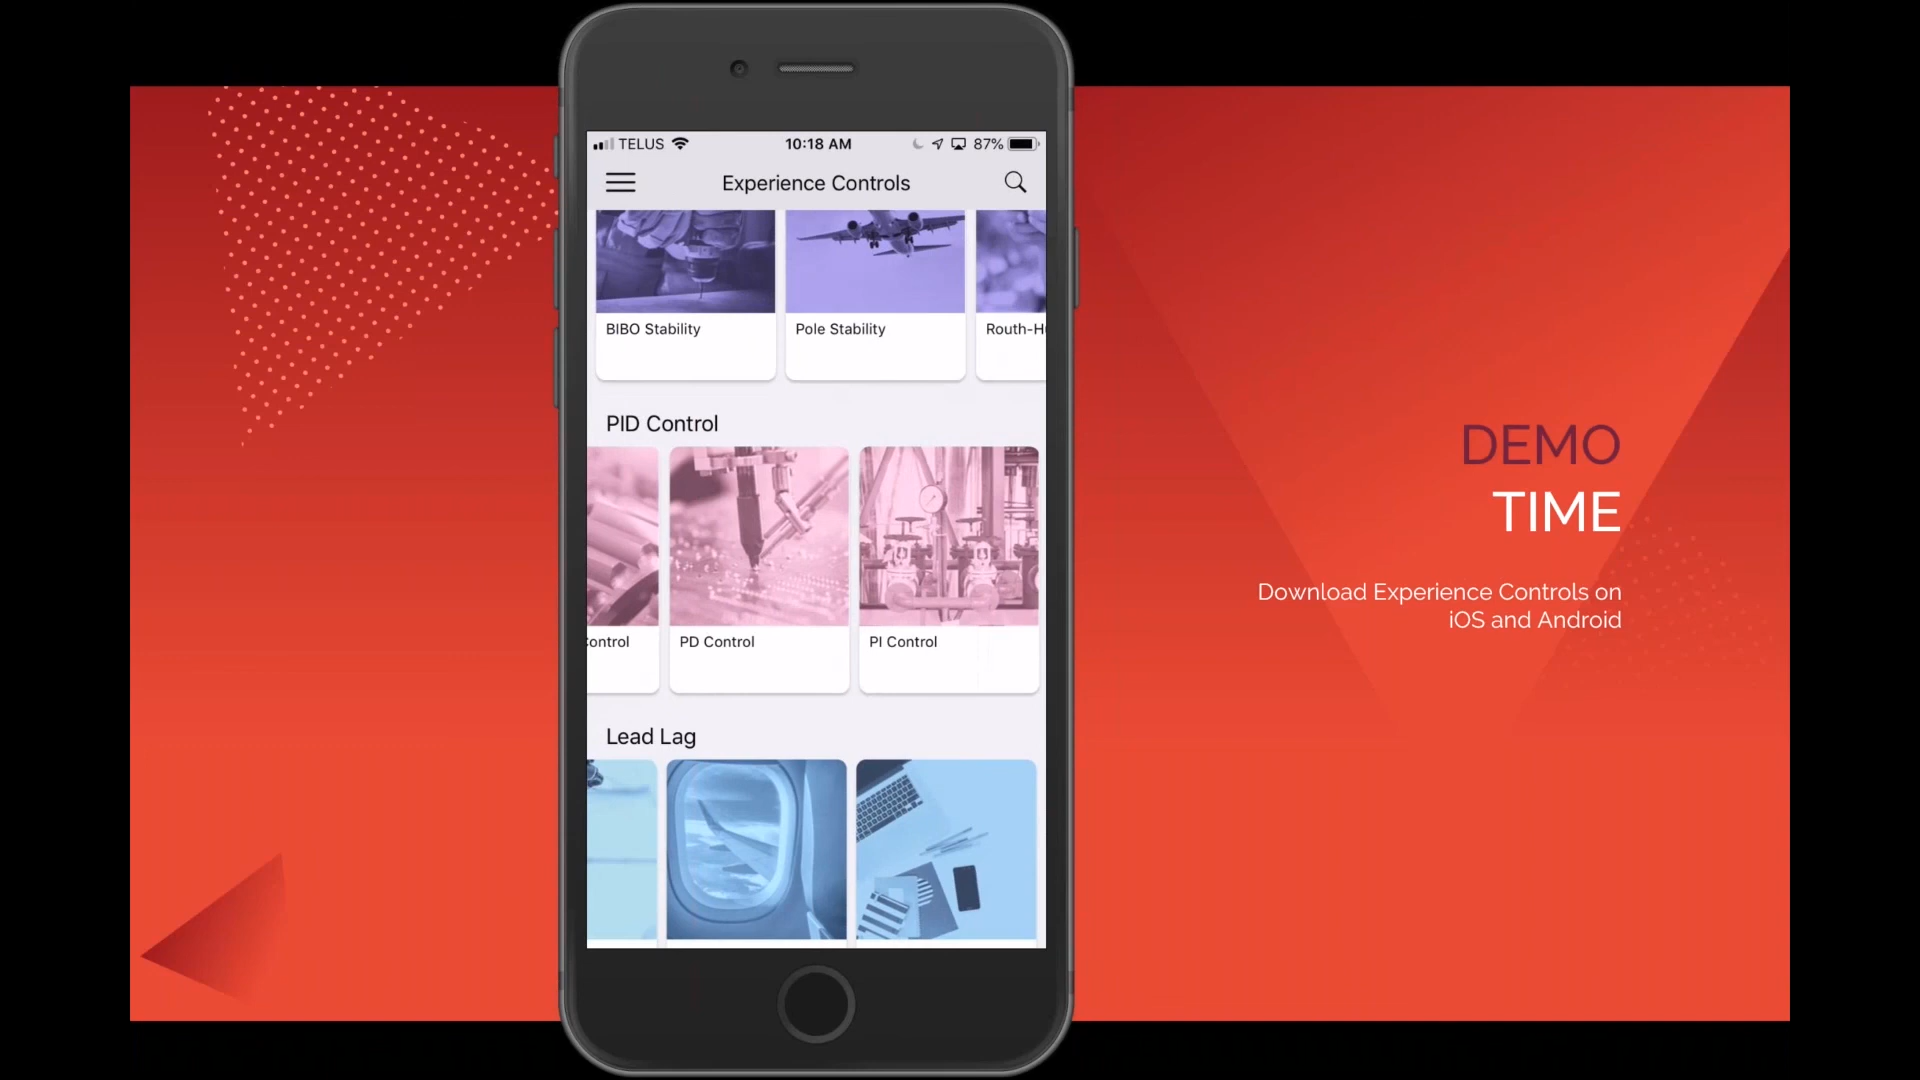 TELUS 10:18 AM 87%
Experience Controls
BIBO Stability Pole Stability Routh-H
PID Control
ontrol PD Control PI Control
Lead Lag
DEMO
TIME
Download Experience Controls on
iOS and Android